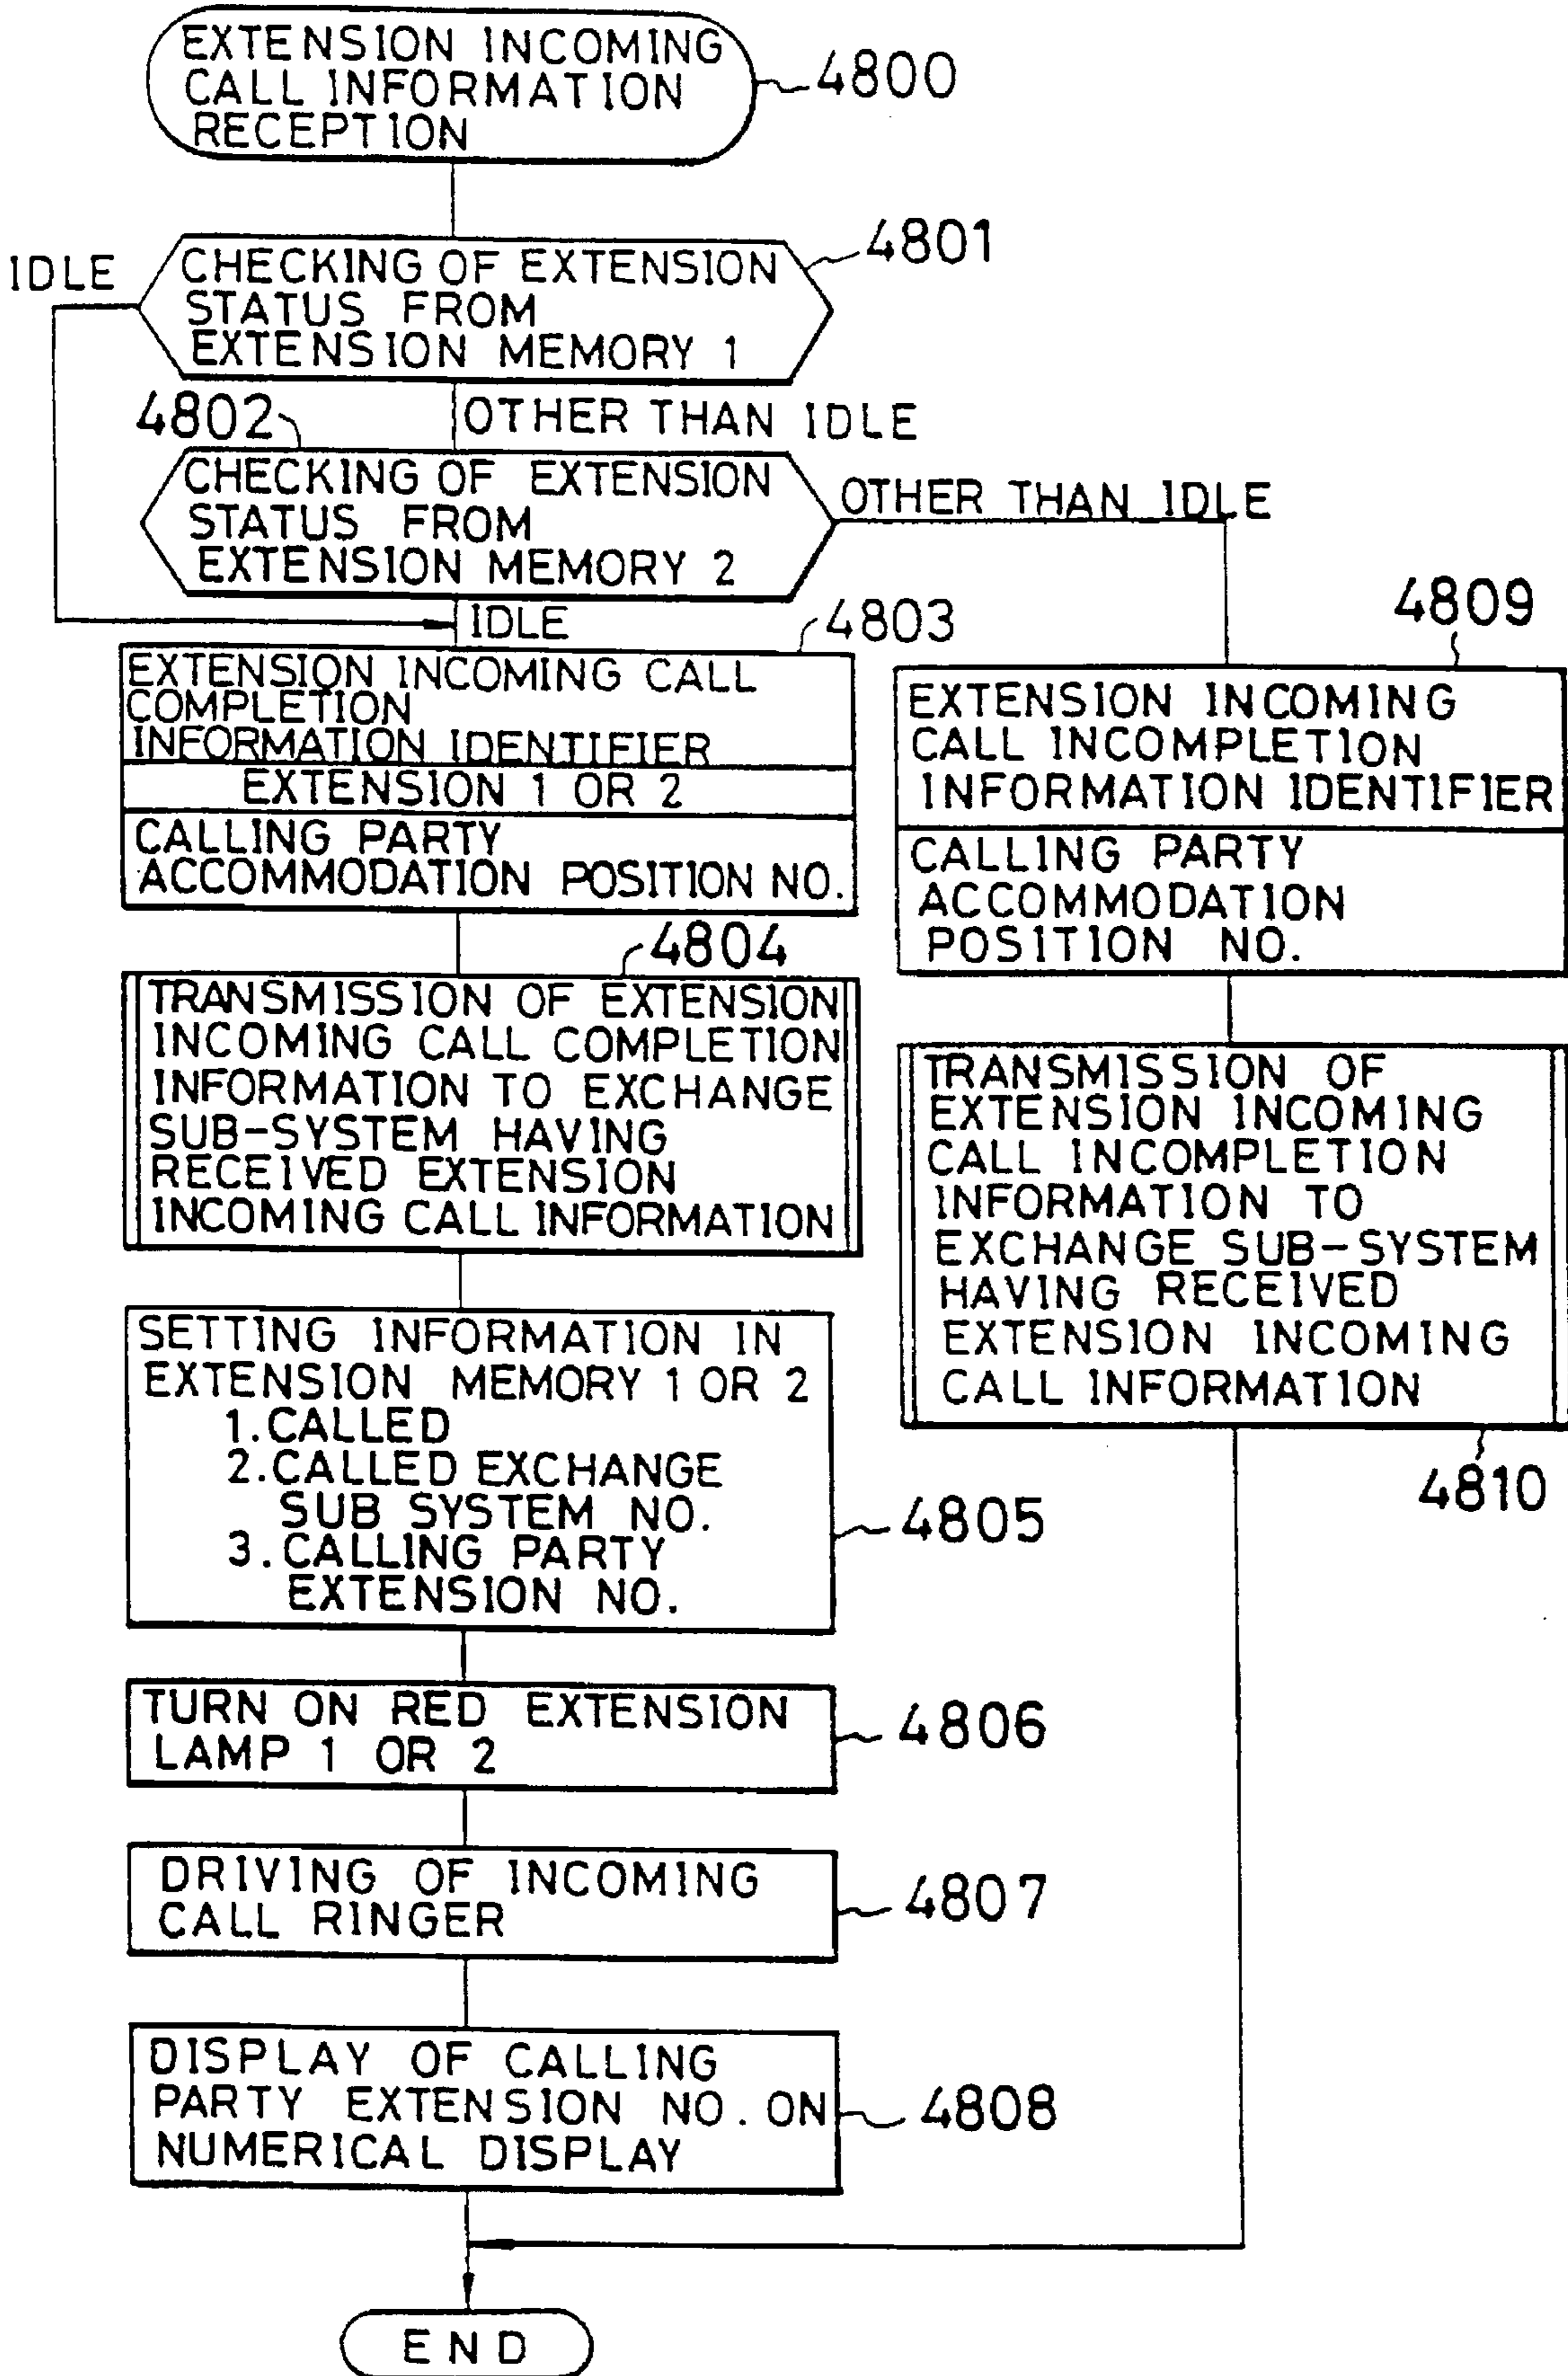 EXTENSION INCOMING
CALL INFORMATION
RECEPTION
4800
4801
IDLE
CHECKING OF EXTENSION
STATUS FROM
EXTENSION MEMORY 1
OTHER THAN IDLE
4802
CHECKING OF EXTENSION
STATUS FROM
EXTENSION MEMORY 2
OTHER THAN IDLE
IDLE
4803
EXTENSION INCOMING CALL
COMPLETION
INFORMATION IDENTIFIER
EXTENSION 1 OR 2
CALLING PARTY
ACCOMMODATION POSITION NO.
4809
EXTENSION INCOMING
CALL INCOMPLETION
INFORMATION IDENTIFIER
CALLING PARTY
ACCOMMODATION
POSITION NO.
4804
TRANSMISSION OF EXTENSION
INCOMING CALL COMPLETION
INFORMATION TO EXCHANGE
SUB-SYSTEM HAVING
RECEIVED EXTENSION
INCOMING CALL INFORMATION
TRANSMISSION OF
EXTENSION INCOMING
CALL INCOMPLETION
INFORMATION TO
EXCHANGE SUB-SYSTEM
HAVING RECEIVED
EXTENSION INCOMING
CALL INFORMATION
4810
SETTING INFORMATION IN
EXTENSION MEMORY 1 OR 2
1. CALLED
2. CALLED EXCHANGE
SUB SYSTEM NO.
3. CALLING PARTY
EXTENSION NO.
4805
TURN ON RED EXTENSION
LAMP 1 OR 2
4806
DRIVING OF INCOMING
CALL RINGER
4807
DISPLAY OF CALLING
PARTY EXTENSION NO. ON
NUMERICAL DISPLAY
4808
END